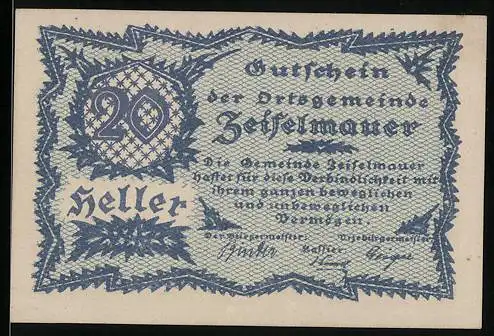 20
Heller
Gutschein
der Ortsgemeinde
Zeiselmauer
Die Gemeinde Zeiselmauer
haftet für diese Verbindlichkeit mit
ihrem ganzen beweglichen
und unbeweglichen
Vermögen.
Der Bürgermeister: Kassier Vizebürgermeister: